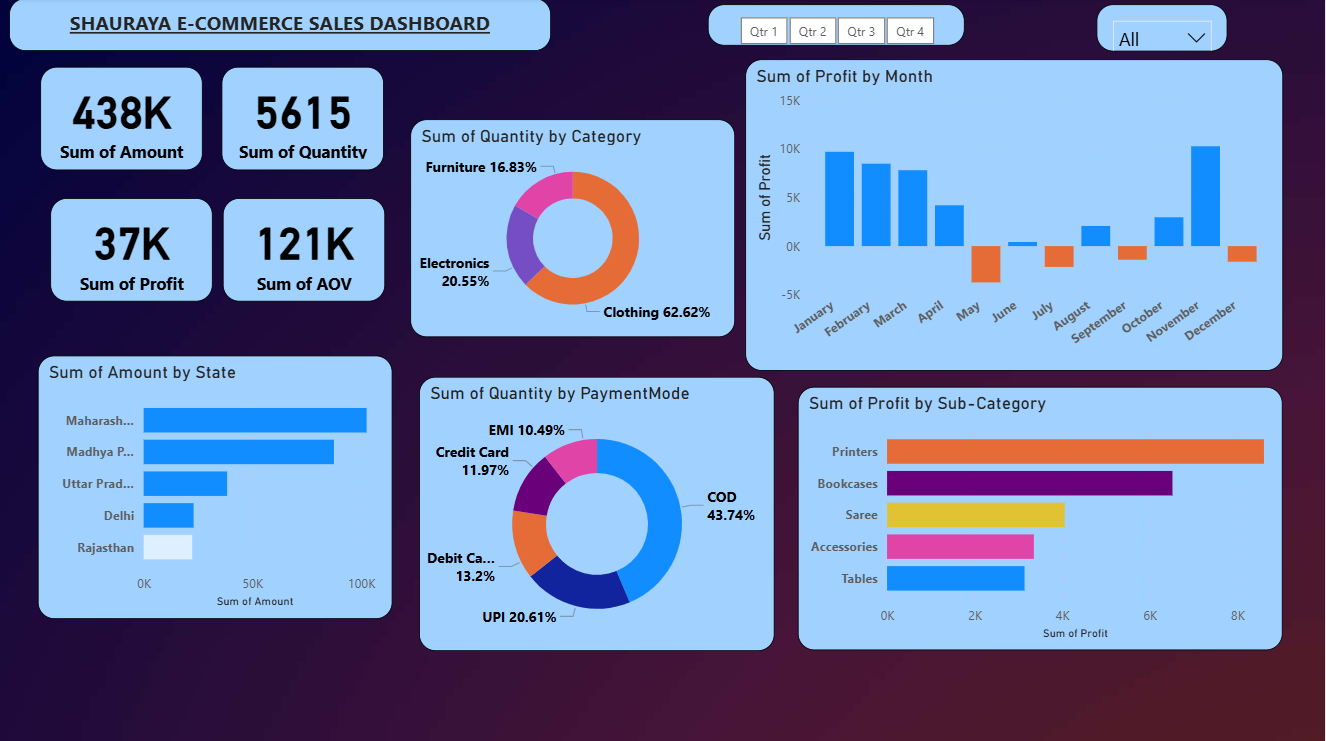 SHAURAYA E-COMMERCE SALES DASHBOARD
Qtr 1
Qtr 2
Qtr 3
Qtr 4
All
438K
Sum of Amount
5615
Sum of Quantity
37K
Sum of Profit
121K
Sum of AOV
Sum of Quantity by Category
Furniture 16.83%
Electronics
20.55%
Clothing 62.62%
Sum of Profit by Month
Sum of Profit
15K
10K
5K
0K
-5K
January
February
March
April
May
June
July
August
September
October
November
December
Sum of Amount by State
Maharash...
Madhya P...
Uttar Prad...
Delhi
Rajasthan
0K
50K
100K
Sum of Amount
Sum of Quantity by PaymentMode
EMI 10.49%
Credit Card
11.97%
COD
43.74%
Debit Ca...
13.2%
UPI 20.61%
Sum of Profit by Sub-Category
Printers
Bookcases
Saree
Accessories
Tables
0K
2K
4K
6K
8K
Sum of Profit